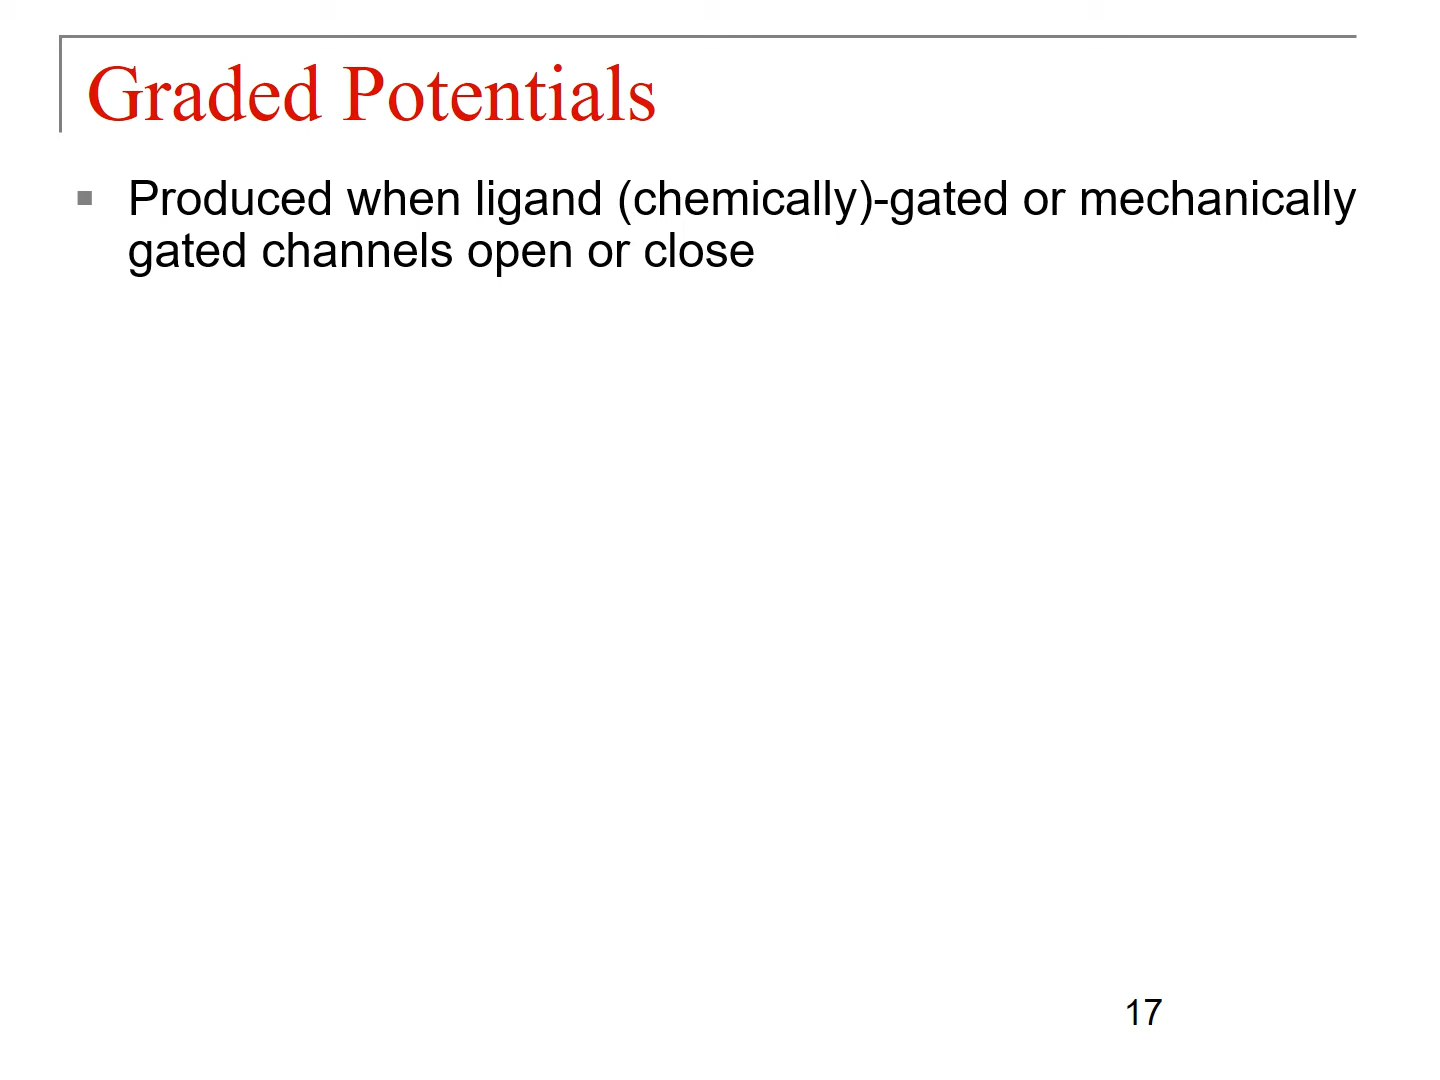 Graded Potentials
Produced when ligand (chemically)-gated or mechanically
gated channels open or close
17